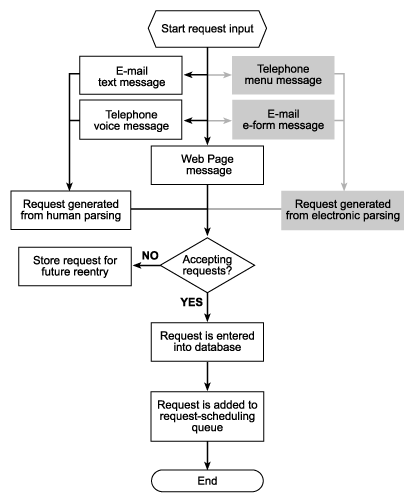 Start request input
E-mail
text message
Telephone
menu message
Telephone
voice message
E-mail
e-form message
Web Page
message
Request generated
from human parsing
Request generated
from electronic parsing
Accepting
requests?
NO
Store request for
future reentry
YES
Request is entered
into database
Request is added to
request-scheduling
queue
End